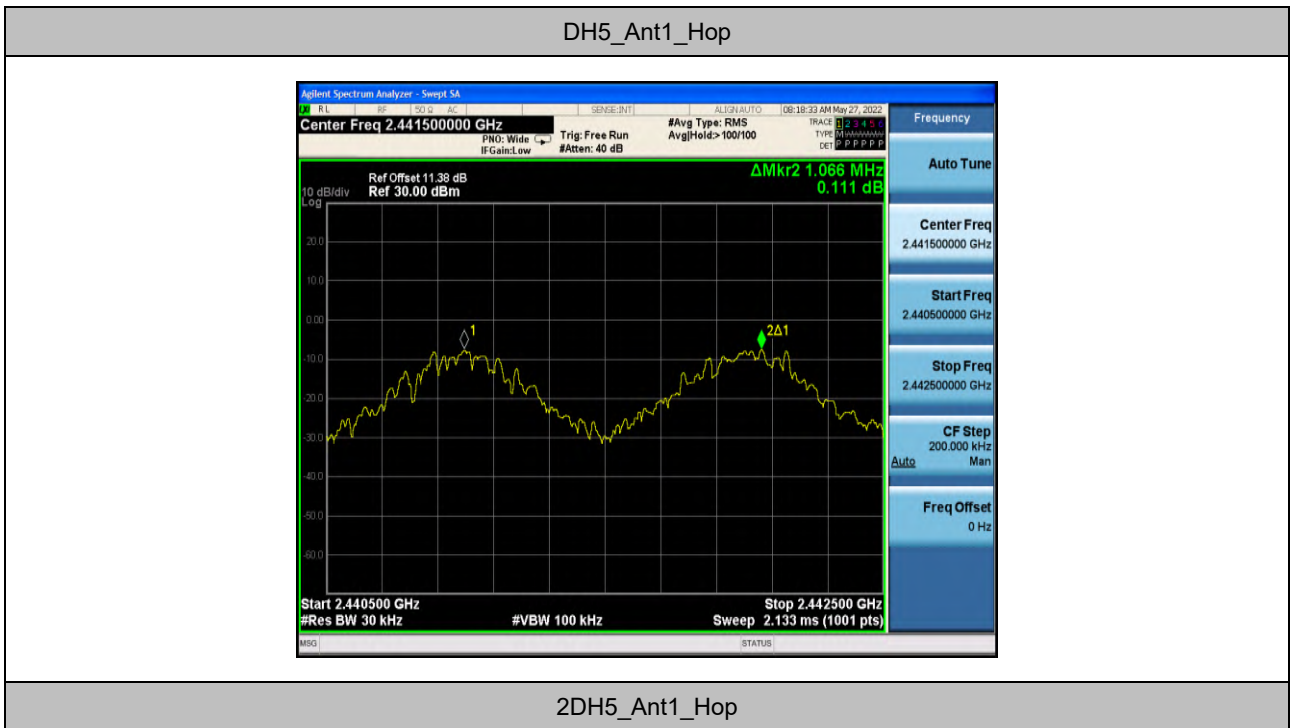 DH5_Ant1_Hop
Agilent Spectrum Analyzer - Swept SA
RL RF 50 Ω AC SENSE:INT ALIGNAUTO 08:18:33 AM May 27, 2022
Center Freq 2.441500000 GHz
PNO: Wide
IFGain:Low
Trig: Free Run
#Atten: 40 dB
#Avg Type: RMS
Avg|Hold:> 100/100
TRACE 1 2 3 4 5 6
TYPE M
DET P P P P P P
Ref Offset 11.38 dB
10 dB/div Ref 30.00 dBm
Log
ΔMkr2 1.066 MHz
0.111 dB
20.0
10.0
0.00
-10.0
-20.0
-30.0
-40.0
-50.0
-60.0
1
2Δ1
Start 2.440500 GHz
Stop 2.442500 GHz
#Res BW 30 kHz
#VBW 100 kHz
Sweep 2.133 ms (1001 pts)
MSG
STATUS
Frequency
Auto Tune
Center Freq
2.441500000 GHz
Start Freq
2.440500000 GHz
Stop Freq
2.442500000 GHz
CF Step
200.000 kHz
Auto Man
Freq Offset
0 Hz
2DH5_Ant1_Hop